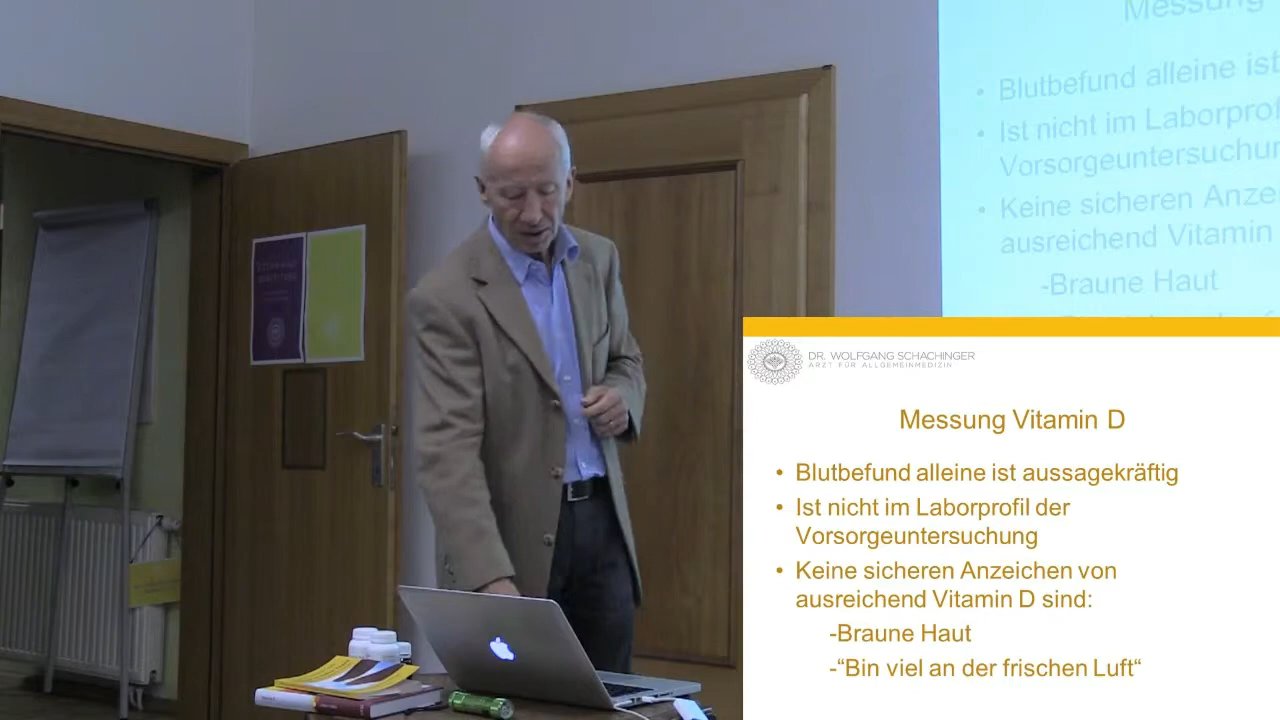 Messung
• Blutbefund alleine ist
• Ist nicht im Laborprof
Vorsorgeuntersuchun
• Keine sicheren Anze
ausreichend Vitamin
-Braune Haut
DR. WOLFGANG SCHACHINGER
ARZT FÜR ALLGEMEINMEDIZIN
Messung Vitamin D
• Blutbefund alleine ist aussagekräftig
• Ist nicht im Laborprofil der
Vorsorgeuntersuchung
• Keine sicheren Anzeichen von
ausreichend Vitamin D sind:
-Braune Haut
-“Bin viel an der frischen Luft“